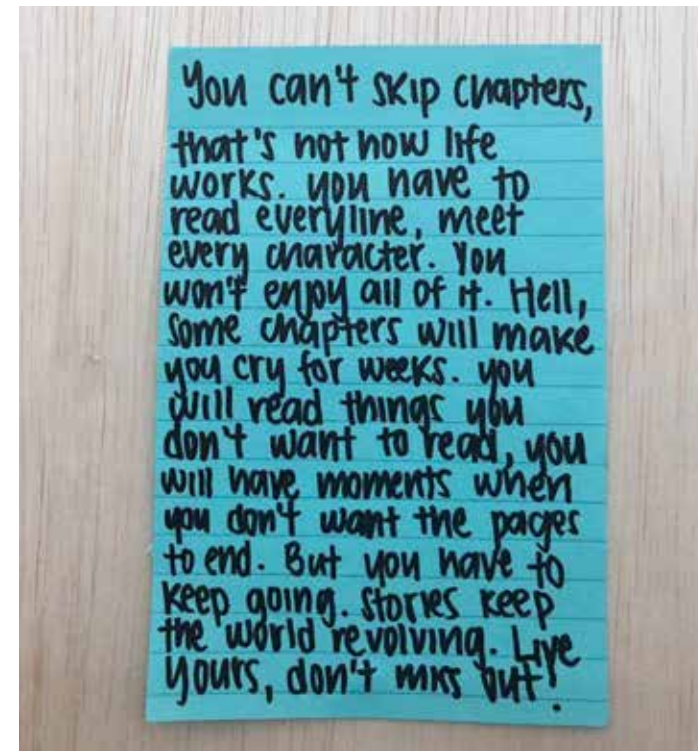 You can't skip chapters,
that's not how life
works. you have to
read everyline, meet
every character. You
won't enjoy all of it. Hell,
some chapters will make
you cry for weeks. you
will read things you
don't want to read, you
will have moments when
you don't want the pages
to end. But you have to
keep going. stories keep
the world revolving. Live
yours, don't miss out.